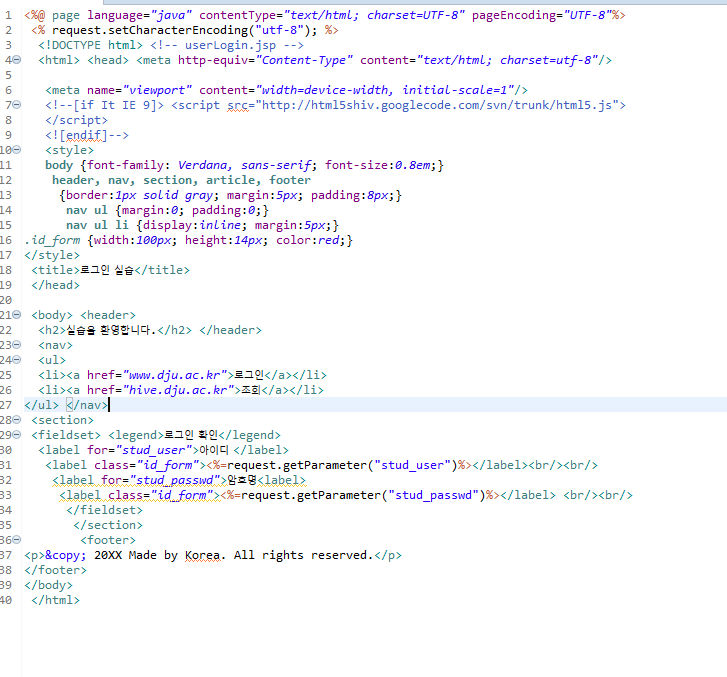 1 <%@ page language="java" contentType="text/html; charset=UTF-8" pageEncoding="UTF-8"%>
2 <% request.setCharacterEncoding("utf-8"); %>
3 <!DOCTYPE html> <!-- userLogin.jsp -->
4 <html> <head> <meta http-equiv="Content-Type" content="text/html; charset=utf-8"/>
5
6 <meta name="viewport" content="width=device-width, initial-scale=1"/>
7 <!--[if It IE 9]> <script src="http://html5shiv.googlecode.com/svn/trunk/html5.js">
8 </script>
9 <![endif]-->
10 <style>
11 body {font-family: Verdana, sans-serif; font-size:0.8em;}
12 header, nav, section, article, footer
13 {border:1px solid gray; margin:5px; padding:8px;}
14 nav ul {margin:0; padding:0;}
15 nav ul li {display:inline; margin:5px;}
16 .id_form {width:100px; height:14px; color:red;}
17 </style>
18 <title>로그인 실습</title>
19 </head>
20
21 <body> <header>
22 <h2>실습을 환영합니다.</h2> </header>
23 <nav>
24 <ul>
25 <li><a href="www.dju.ac.kr">로그인</a></li>
26 <li><a href="hive.dju.ac.kr">조회</a></li>
27 </ul> </nav>
28 <section>
29 <fieldset> <legend>로그인 확인</legend>
30 <label for="stud_user">아이디 </label>
31 <label class="id_form"><%=request.getParameter("stud_user")%></label><br/><br/>
32 <label for="stud_passwd">암호명<label>
33 <label class="id_form"><%=request.getParameter("stud_passwd")%></label> <br/><br/>
34 </fieldset>
35 </section>
36 <footer>
37 <p>&copy; 20XX Made by Korea. All rights reserved.</p>
38 </footer>
39 </body>
40 </html>